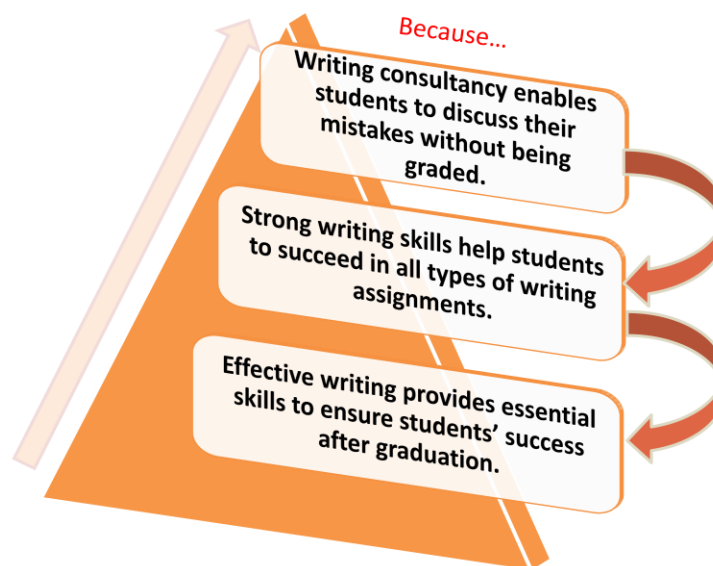 Because...
Writing consultancy enables
students to discuss their
mistakes without being
graded.
Strong writing skills help students
to succeed in all types of writing
assignments.
Effective writing provides essential
skills to ensure students’ success
after graduation.